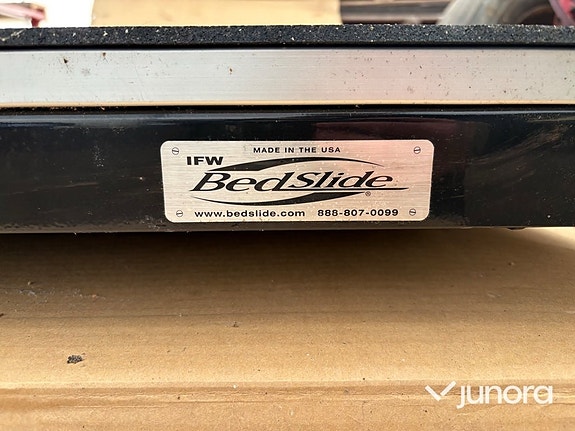 MADE IN THE USA
IFW
BedSlide®
www.bedslide.com 888-807-0099
junora